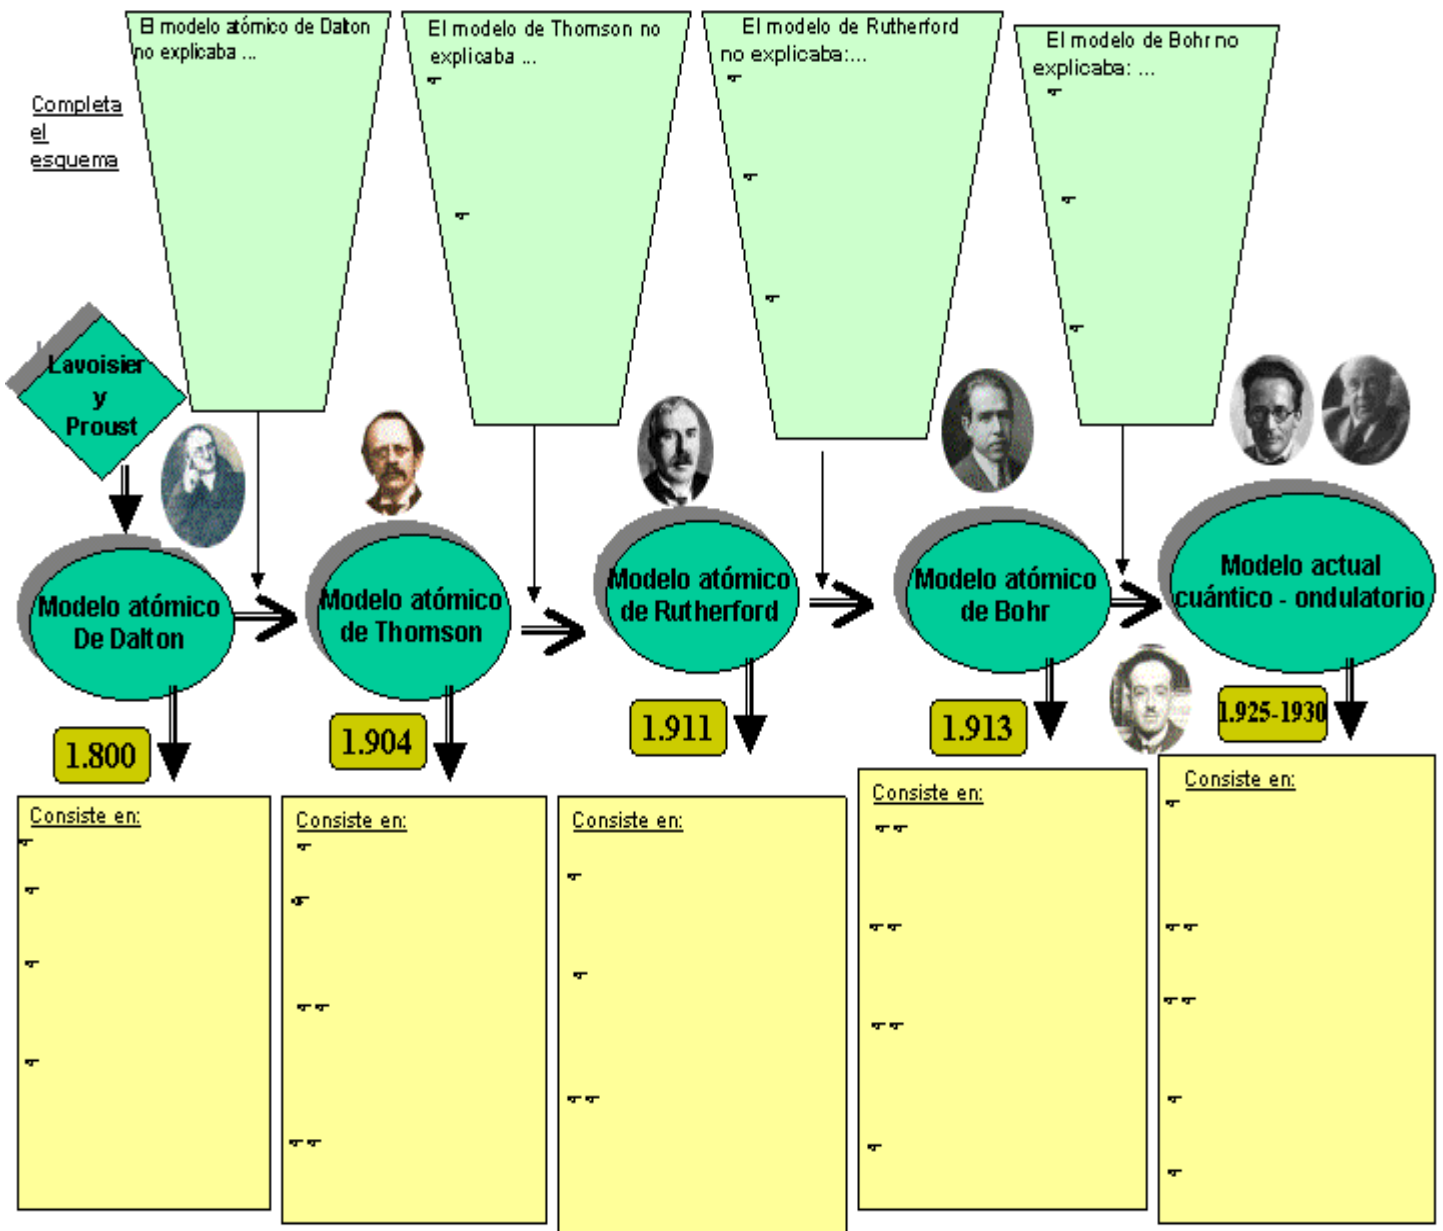 El modelo atómico de Dalton
no explicaba ...
El modelo de Thomson no
explicaba ...
El modelo de Rutherford
no explicaba:...
El modelo de Bohr no
explicaba: ...
Completa
el
esquema
Lavoisier
y
Proust
Modelo atómico
De Dalton
Modelo atómico
de Thomson
Modelo atómico
de Rutherford
Modelo atómico
de Bohr
Modelo actual
cuántico - ondulatorio
1.800
1.904
1.911
1.913
1.925-1930
Consiste en:
Consiste en:
Consiste en:
Consiste en:
Consiste en: